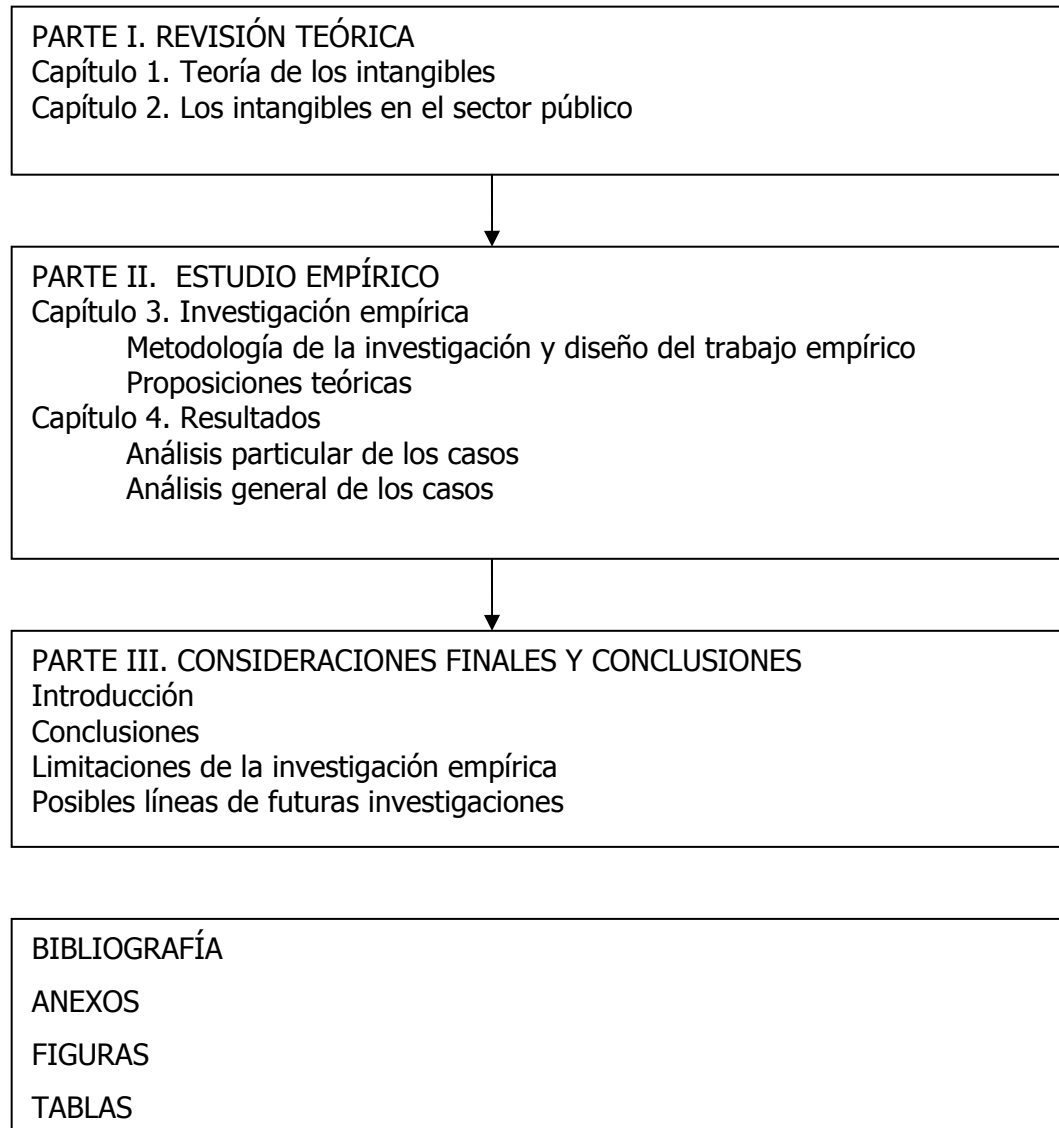 PARTE I. REVISIÓN TEÓRICA
Capítulo 1. Teoría de los intangibles
Capítulo 2. Los intangibles en el sector público
PARTE II.  ESTUDIO EMPÍRICO
Capítulo 3. Investigación empírica
Metodología de la investigación y diseño del trabajo empírico
Proposiciones teóricas
Capítulo 4. Resultados
Análisis particular de los casos
Análisis general de los casos
PARTE III. CONSIDERACIONES FINALES Y CONCLUSIONES
Introducción
Conclusiones
Limitaciones de la investigación empírica
Posibles líneas de futuras investigaciones
BIBLIOGRAFÍA
ANEXOS
FIGURAS
TABLAS